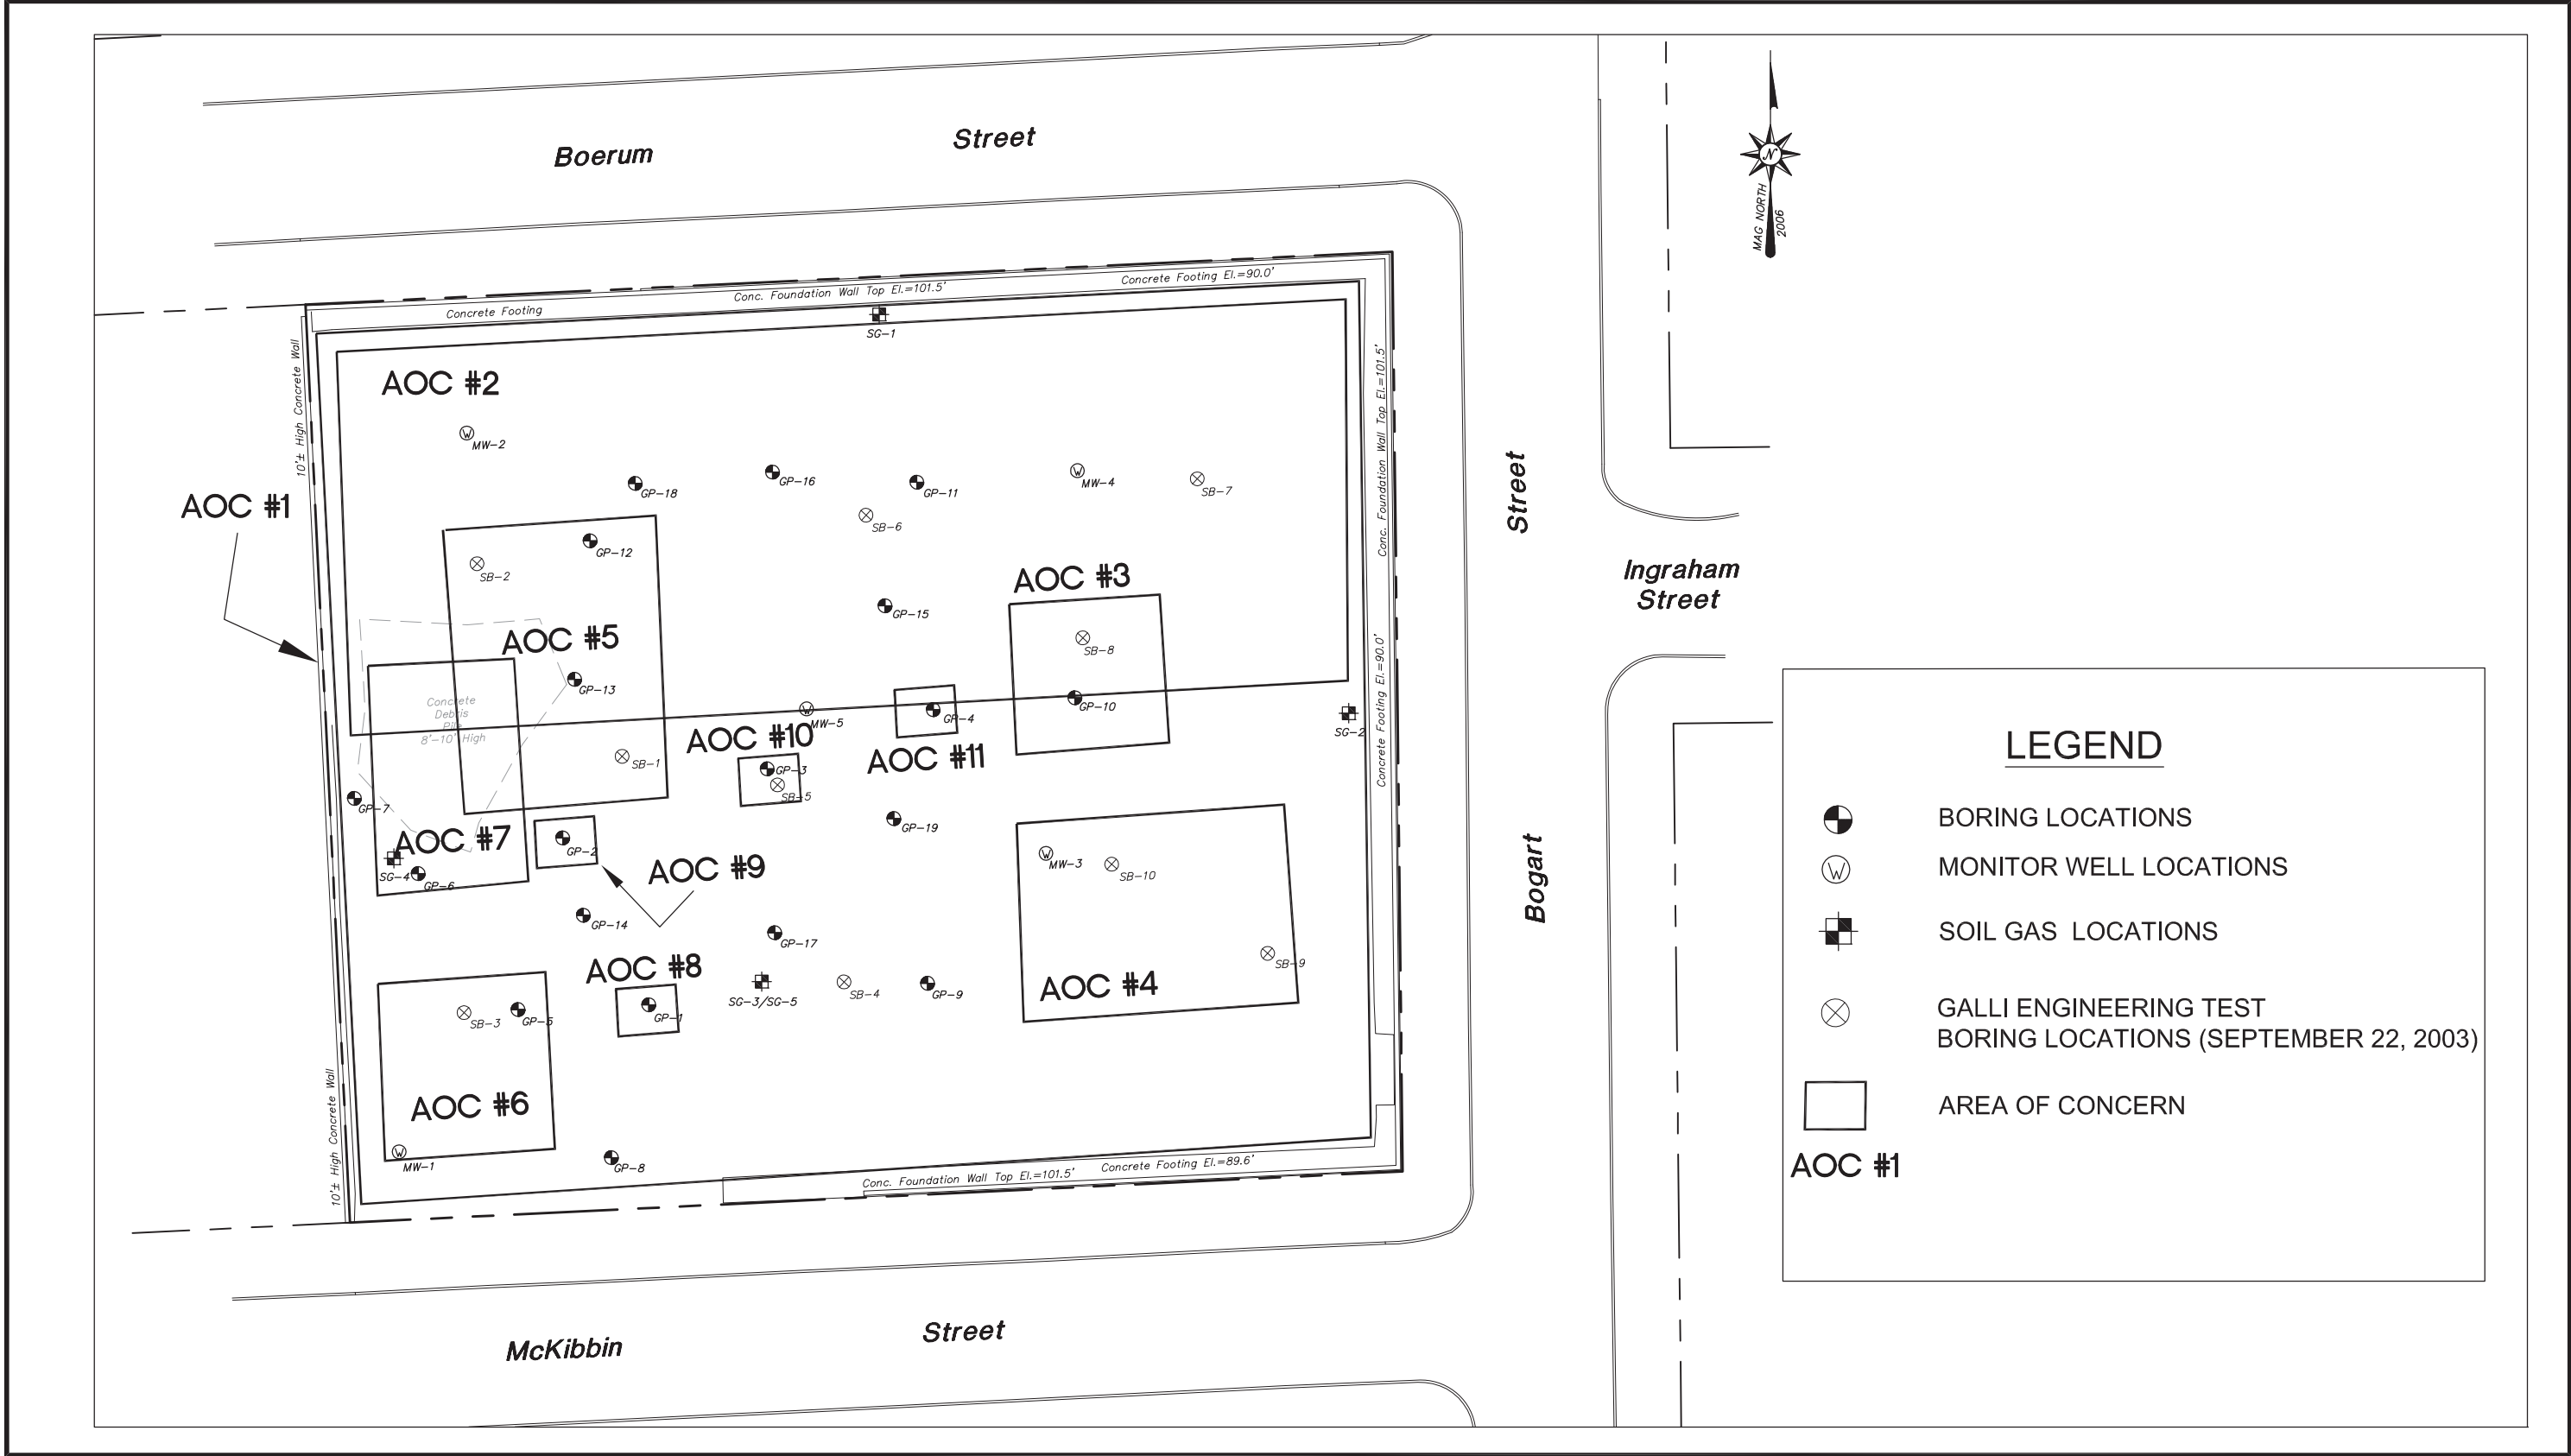 Boerum Street
MAG NORTH
2006
N
Concrete Footing
Conc. Foundation Wall Top El.=101.5'
Concrete Footing El.=90.0'
SG-1
10'± High Concrete Wall
AOC #2
MW-2
GP-18
GP-16
GP-11
MW-4
SB-7
SB-6
Conc. Foundation Wall Top El.=101.5'
Street
AOC #1
GP-12
SB-2
AOC #3
Ingraham
Street
GP-15
AOC #5
SB-8
GP-13
Concrete
Debris
Pile
8'-10' High
GP-10
GP-4
MW-5
SG-2
Concrete Footing El.=90.0'
AOC #10
AOC #11
SB-1
GP-3
SB-5
GP-7
GP-19
AOC #7
GP-2
SG-4
GP-6
AOC #9
MW-3
SB-10
Bogart
GP-14
GP-17
SB-9
AOC #8
AOC #4
SG-3/SG-5
SB-4
GP-9
SB-3
GP-5
GP-1
AOC #6
10'± High Concrete Wall
MW-1
GP-8
Conc. Foundation Wall Top El.=101.5'
Concrete Footing El.=89.6'
McKibbin Street
LEGEND
BORING LOCATIONS
W MONITOR WELL LOCATIONS
SOIL GAS LOCATIONS
GALLI ENGINEERING TEST
BORING LOCATIONS (SEPTEMBER 22, 2003)
AREA OF CONCERN
AOC #1